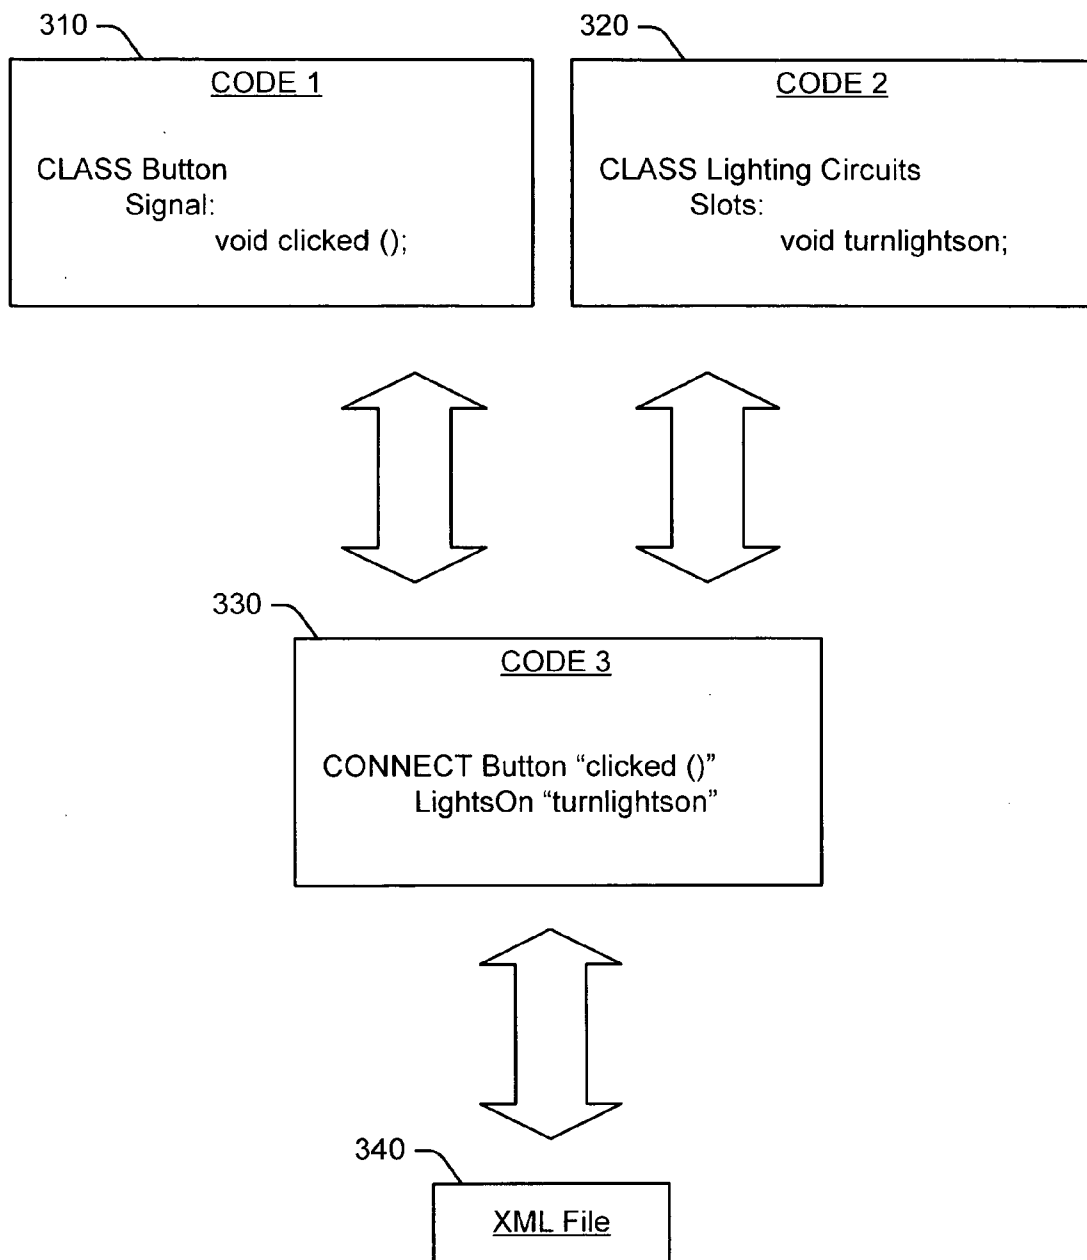 310
320
CODE 1
CLASS Button
Signal:
void clicked ();
CODE 2
CLASS Lighting Circuits
Slots:
void turnlightson;
330
CODE 3
CONNECT Button “clicked ()”
LightsOn “turnlightson”
340
XML File